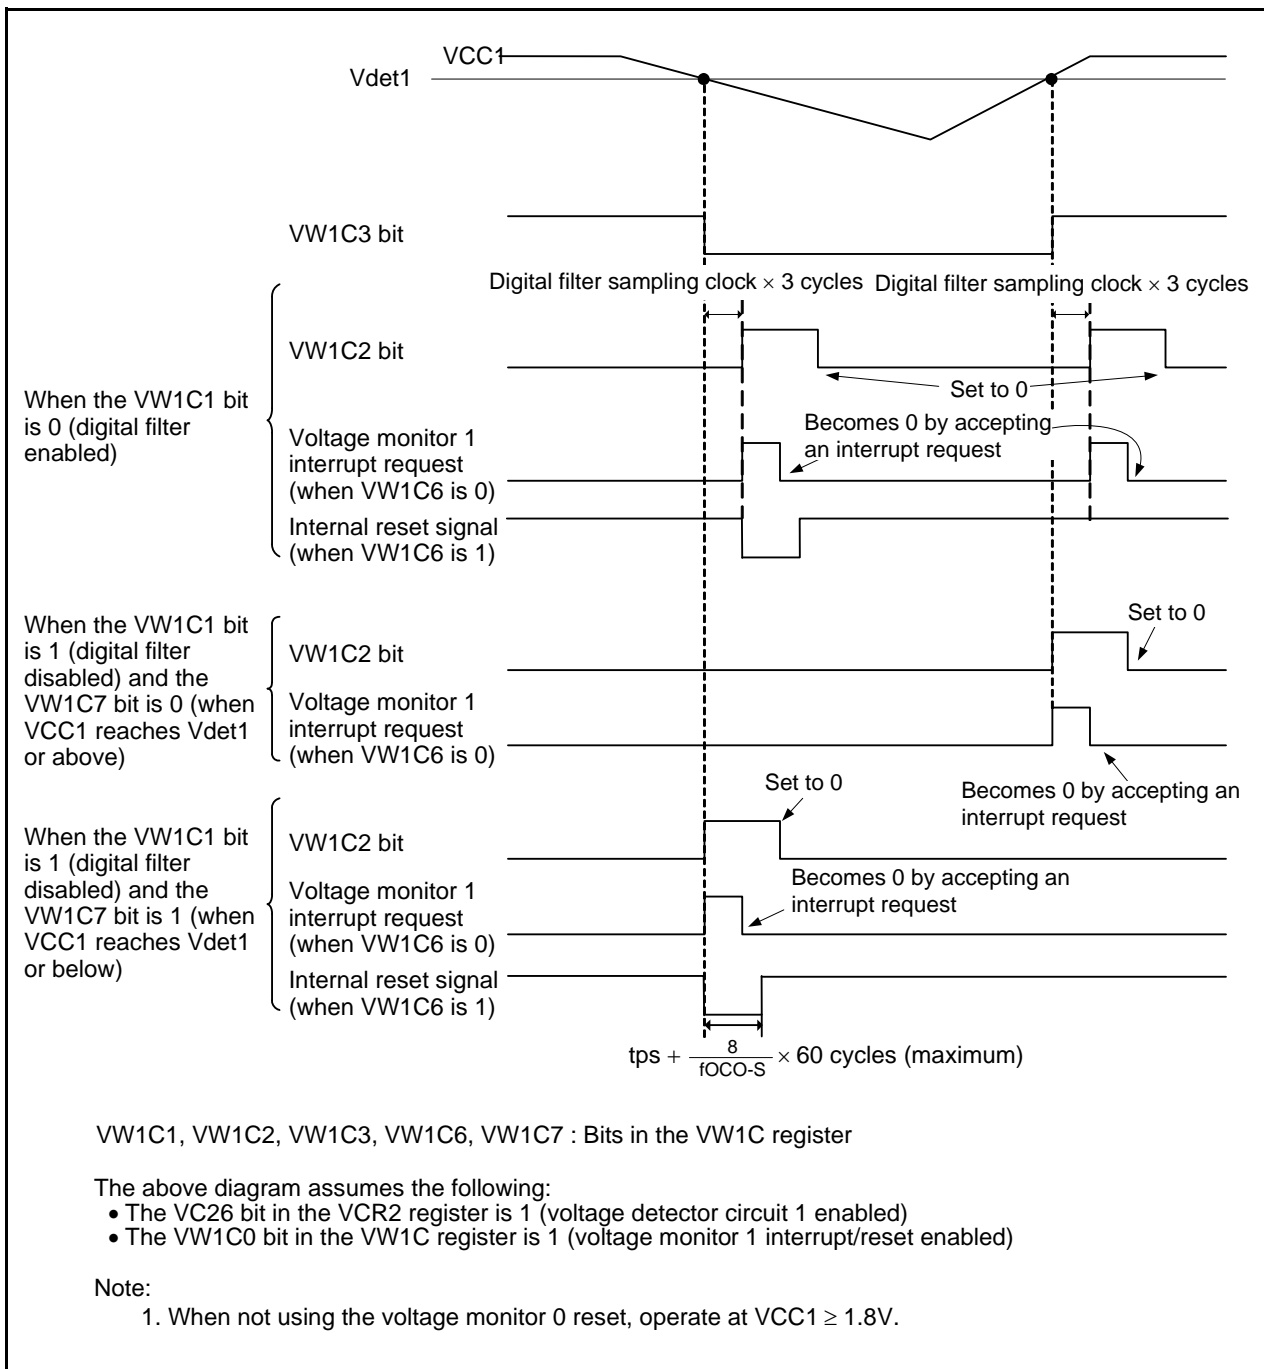 VCC1
Vdet1
VW1C3 bit
Digital filter sampling clock × 3 cycles
Digital filter sampling clock × 3 cycles
When the VW1C1 bit
is 0 (digital filter
enabled)
VW1C2 bit
Set to 0
Voltage monitor 1
interrupt request
(when VW1C6 is 0)
Becomes 0 by accepting
an interrupt request
Internal reset signal
(when VW1C6 is 1)
When the VW1C1 bit
is 1 (digital filter
disabled) and the
VW1C7 bit is 0 (when
VCC1 reaches Vdet1
or above)
VW1C2 bit
Set to 0
Voltage monitor 1
interrupt request
(when VW1C6 is 0)
Becomes 0 by accepting an
interrupt request
When the VW1C1 bit
is 1 (digital filter
disabled) and the
VW1C7 bit is 1 (when
VCC1 reaches Vdet1
or below)
VW1C2 bit
Set to 0
Voltage monitor 1
interrupt request
(when VW1C6 is 0)
Becomes 0 by accepting an
interrupt request
Internal reset signal
(when VW1C6 is 1)
tps + 8/fOCO-S × 60 cycles (maximum)
VW1C1, VW1C2, VW1C3, VW1C6, VW1C7 : Bits in the VW1C register
The above diagram assumes the following:
• The VC26 bit in the VCR2 register is 1 (voltage detector circuit 1 enabled)
• The VW1C0 bit in the VW1C register is 1 (voltage monitor 1 interrupt/reset enabled)
Note:
1. When not using the voltage monitor 0 reset, operate at VCC1 ≥ 1.8V.